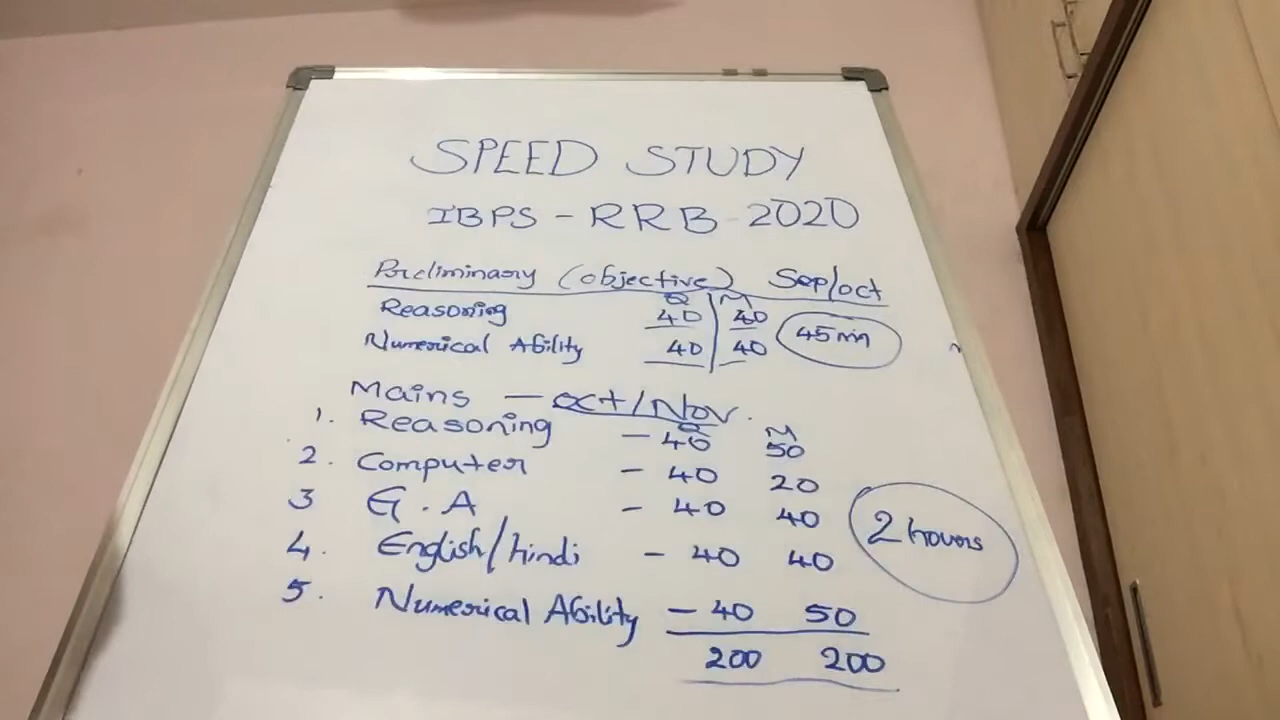 SPEED STUDY
IBPS - RRB - 2020
Preliminary (objective) Sep/oct
Q M
Reasoning 40 40
Numerical Ability 40 40 45 min
Mains - oct/Nov.
Q M
1. Reasoning - 40 50
2. Computer - 40 20
3 G.A - 40 40
2 hours
4. English/hindi - 40 40
5. Numerical Ability - 40 50
200 200